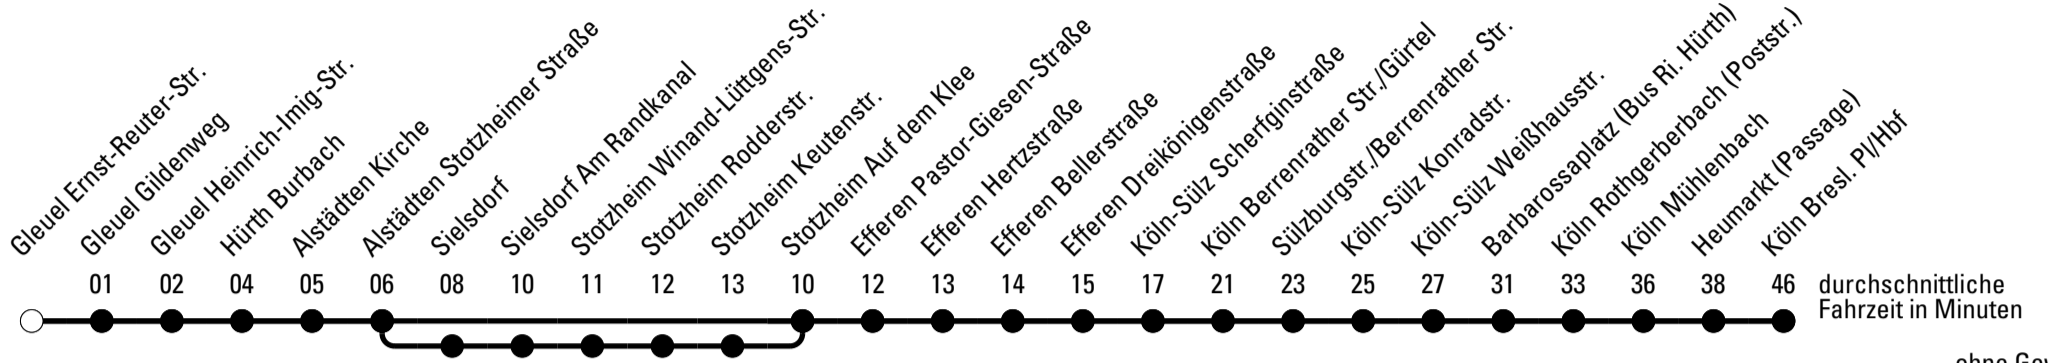 Gleuel Ernst-Reuter-Str.
Gleuel Gildenweg
Gleuel Heinrich-Imig-Str.
Hürth Burbach
Alstädten Kirche
Alstädten Stotzheimer Straße
Sielsdorf
Sielsdorf Am Randkanal
Stotzheim Winand-Lüttgens-Str.
Stotzheim Rodderstr.
Stotzheim Keutenstr.
Stotzheim Auf dem Klee
Efferen Pastor-Giesen-Straße
Efferen Hertzstraße
Efferen Bellerstraße
Efferen Dreikönigenstraße
Köln-Sülz Scherfginstraße
Köln Berrenrather Str./Gürtel
Sülzburgstr./Berrenrather Str.
Köln-Sülz Konradstr.
Köln-Sülz Weißhausstr.
Barbarossaplatz (Bus Ri. Hürth)
Köln Rothgerberbach (Poststr.)
Köln Mühlenbach
Heumarkt (Passage)
Köln Bresl. Pl/Hbf
01 02 04 05 06 08 10 11 12 13 10 12 13 14 15 17 21 23 25 27 31 33 36 38 46 durchschnittliche
Fahrzeit in Minuten